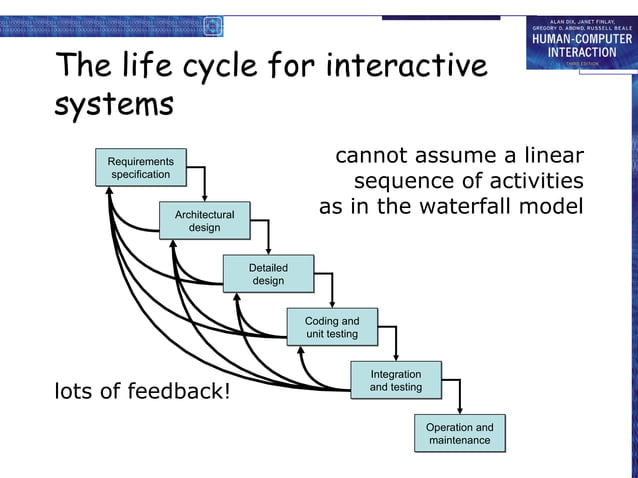 ALAN DIX, JANET FINLAY,
GREGORY D. ABOWD, RUSSELL BEALE
HUMAN-COMPUTER
INTERACTION
THIRD EDITION
The life cycle for interactive
systems
cannot assume a linear
sequence of activities
as in the waterfall model
Requirements
specification
Architectural
design
Detailed
design
Coding and
unit testing
Integration
and testing
lots of feedback!
Operation and
maintenance